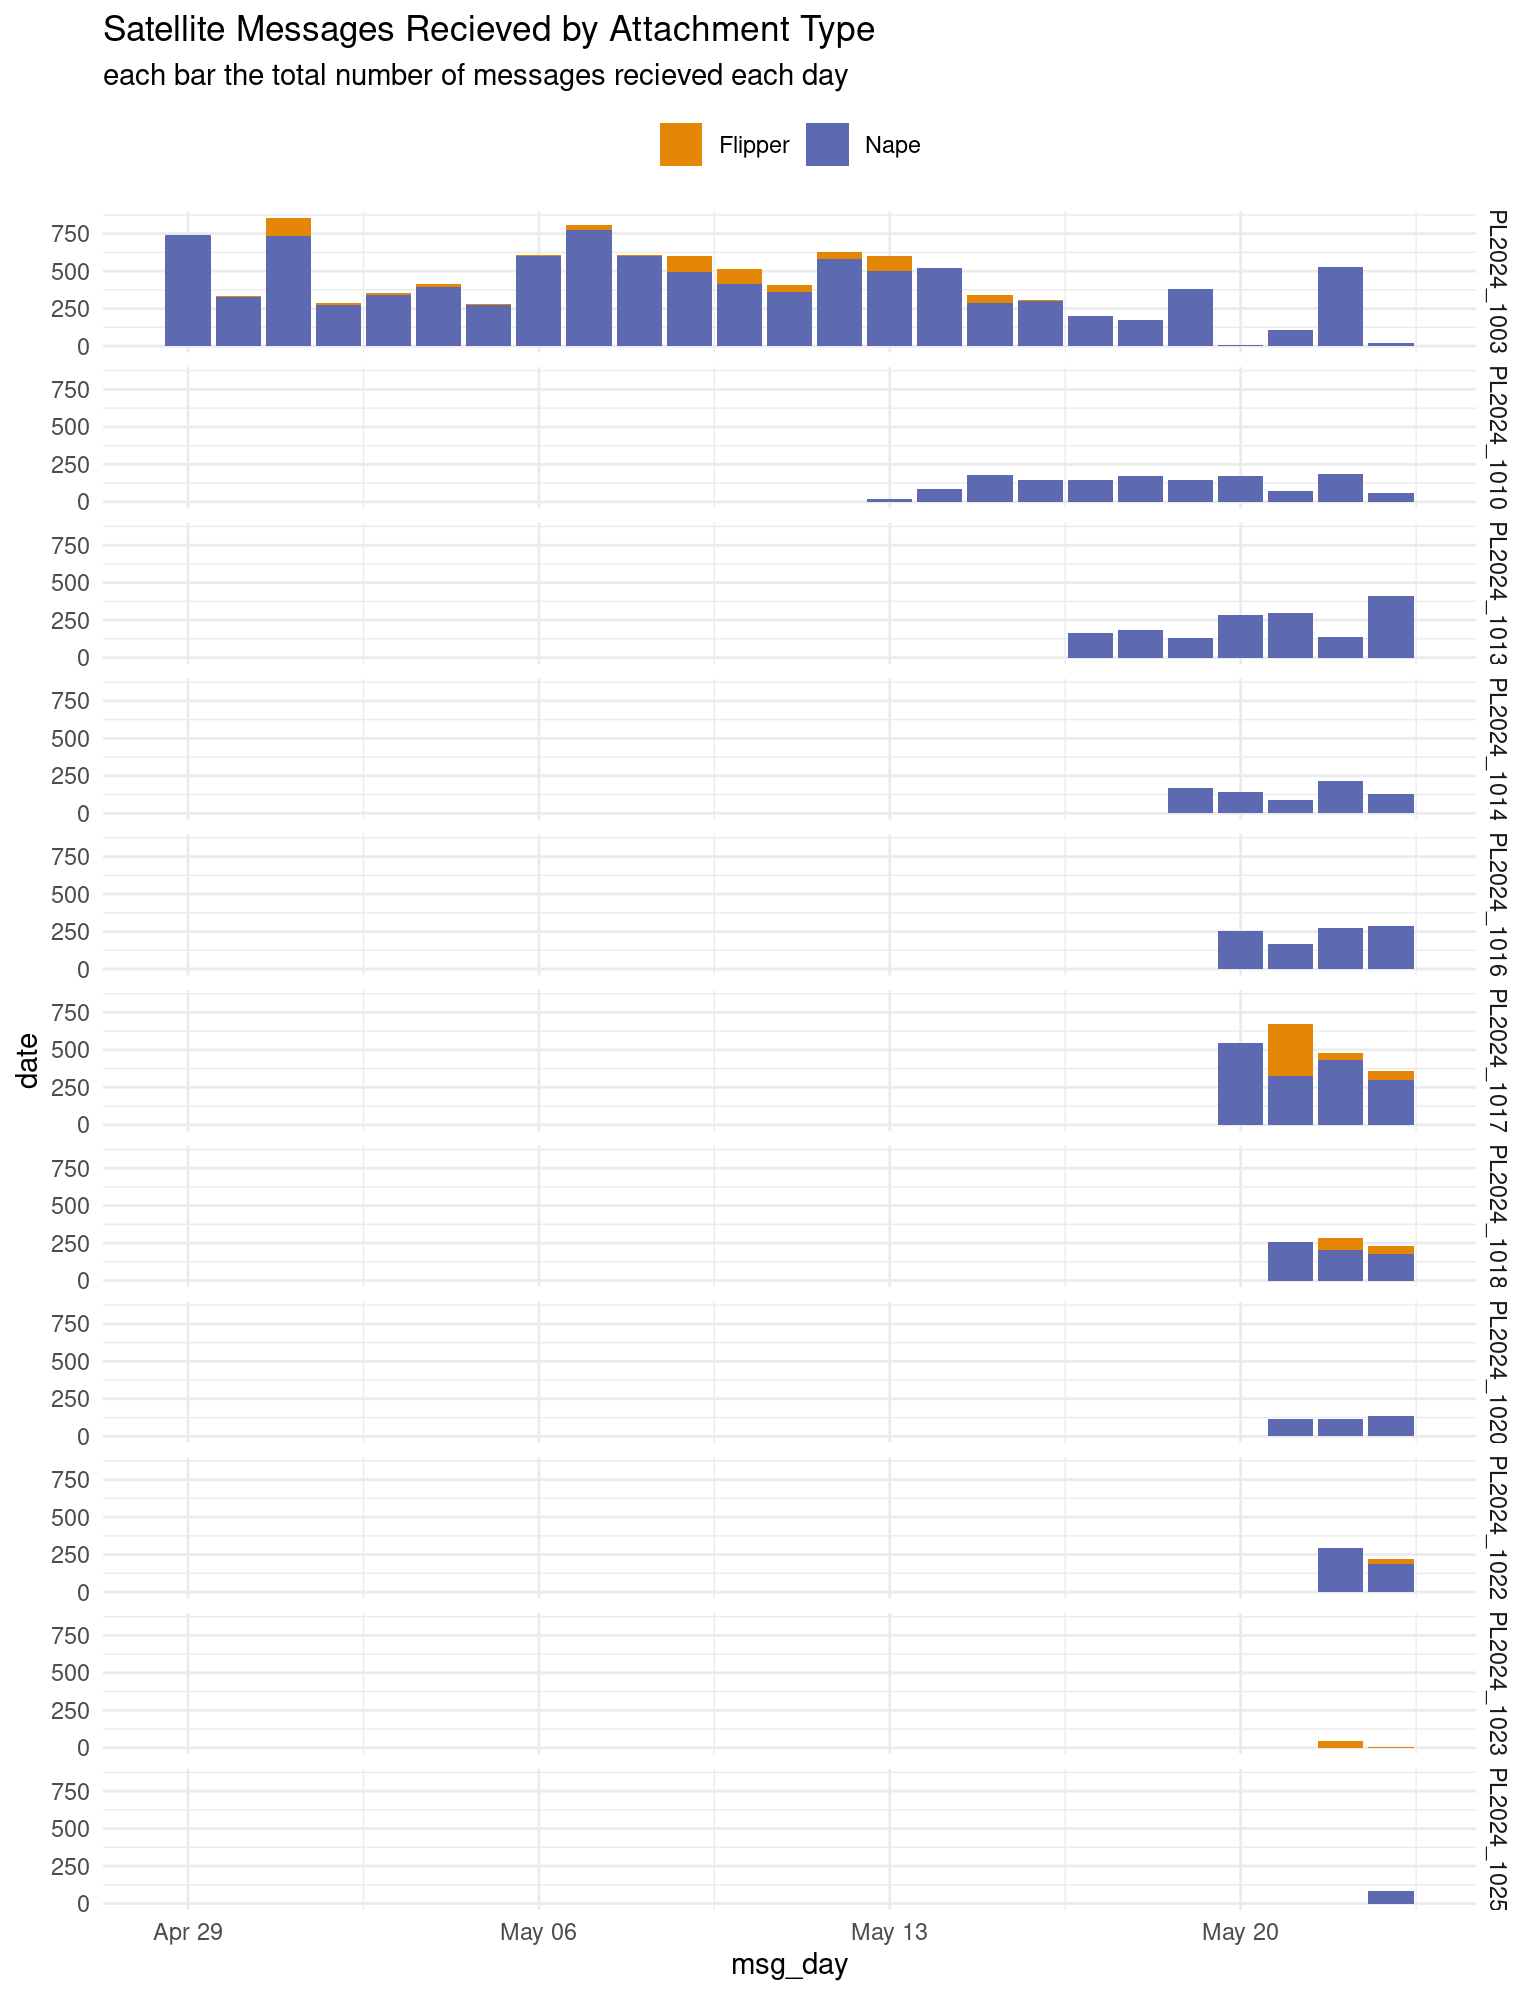 Satellite Messages Recieved by Attachment Type
each bar the total number of messages recieved each day
Flipper Nape
750
500
250
0
PL2024_1003
750
500
250
0
PL2024_1010
750
500
250
0
PL2024_1013
750
500
250
0
PL2024_1014
750
500
250
0
PL2024_1016
750
500
250
0
PL2024_1017
750
500
250
0
PL2024_1018
750
500
250
0
PL2024_1020
750
500
250
0
PL2024_1022
750
500
250
0
PL2024_1023
750
500
250
0
PL2024_1025
date
Apr 29 May 06 May 13 May 20
msg_day